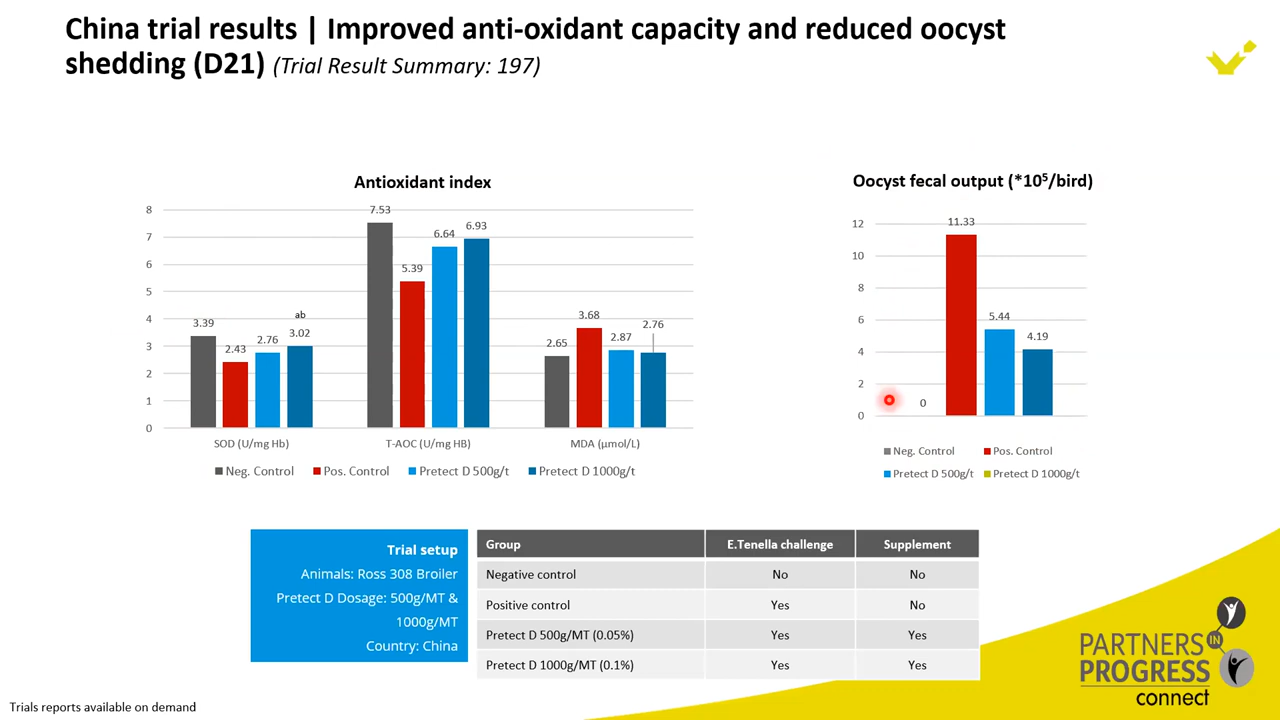 China trial results | Improved anti-oxidant capacity and reduced oocyst
shedding (D21) (Trial Result Summary: 197)
Antioxidant index
8
7
6
5
4
3
2
1
0
3.39
2.43
2.76
ab
3.02
7.53
5.39
6.64
6.93
2.65
3.68
2.87
2.76
SOD (U/mg Hb)
T-AOC (U/mg HB)
MDA (µmol/L)
Neg. Control
Pos. Control
Pretect D 500g/t
Pretect D 1000g/t
Oocyst fecal output (*10⁵/bird)
12
10
8
6
4
2
0
0
11.33
5.44
4.19
Neg. Control
Pos. Control
Pretect D 500g/t
Pretect D 1000g/t
Trial setup
Animals: Ross 308 Broiler
Pretect D Dosage: 500g/MT &
1000g/MT
Country: China
Group E.Tenella challenge Supplement
Negative control No No
Positive control Yes No
Pretect D 500g/MT (0.05%) Yes Yes
Pretect D 1000g/MT (0.1%) Yes Yes
PARTNERS IN
PROGRESS
connect
Trials reports available on demand